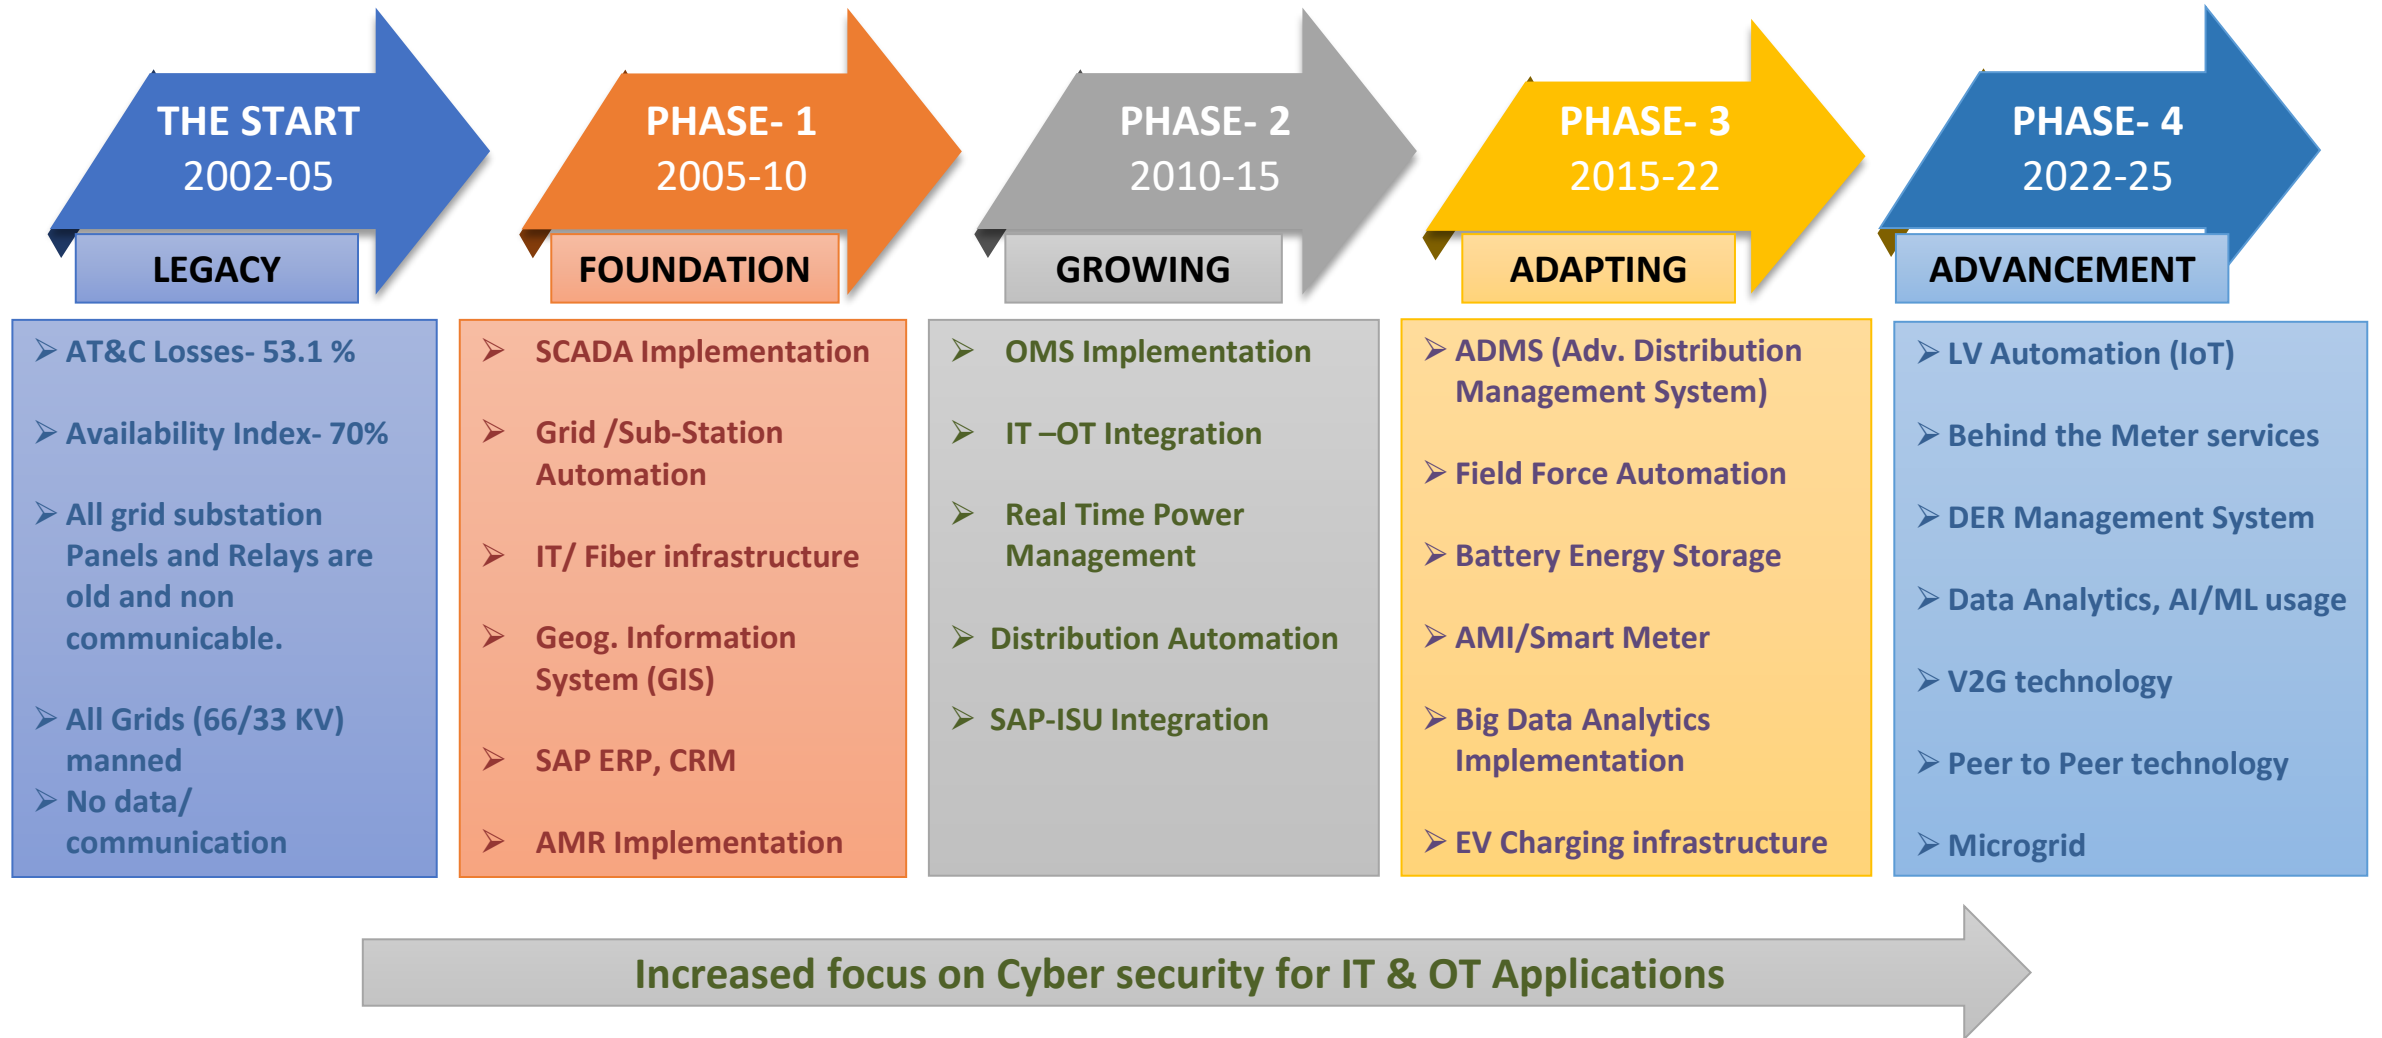 THE START
2002-05
LEGACY
AT&C Losses- 53.1 %
Availability Index- 70%
All grid substation
Panels and Relays are
old and non
communicable.
All Grids (66/33 KV)
manned
No data/
communication
PHASE- 1
2005-10
FOUNDATION
SCADA Implementation
Grid /Sub-Station
Automation
IT/ Fiber infrastructure
Geog. Information
System (GIS)
SAP ERP, CRM
AMR Implementation
PHASE- 2
2010-15
GROWING
OMS Implementation
IT –OT Integration
Real Time Power
Management
Distribution Automation
SAP-ISU Integration
PHASE- 3
2015-22
ADAPTING
ADMS (Adv. Distribution
Management System)
Field Force Automation
Battery Energy Storage
AMI/Smart Meter
Big Data Analytics
Implementation
EV Charging infrastructure
PHASE- 4
2022-25
ADVANCEMENT
LV Automation (IoT)
Behind the Meter services
DER Management System
Data Analytics, AI/ML usage
V2G technology
Peer to Peer technology
Microgrid
Increased focus on Cyber security for IT & OT Applications